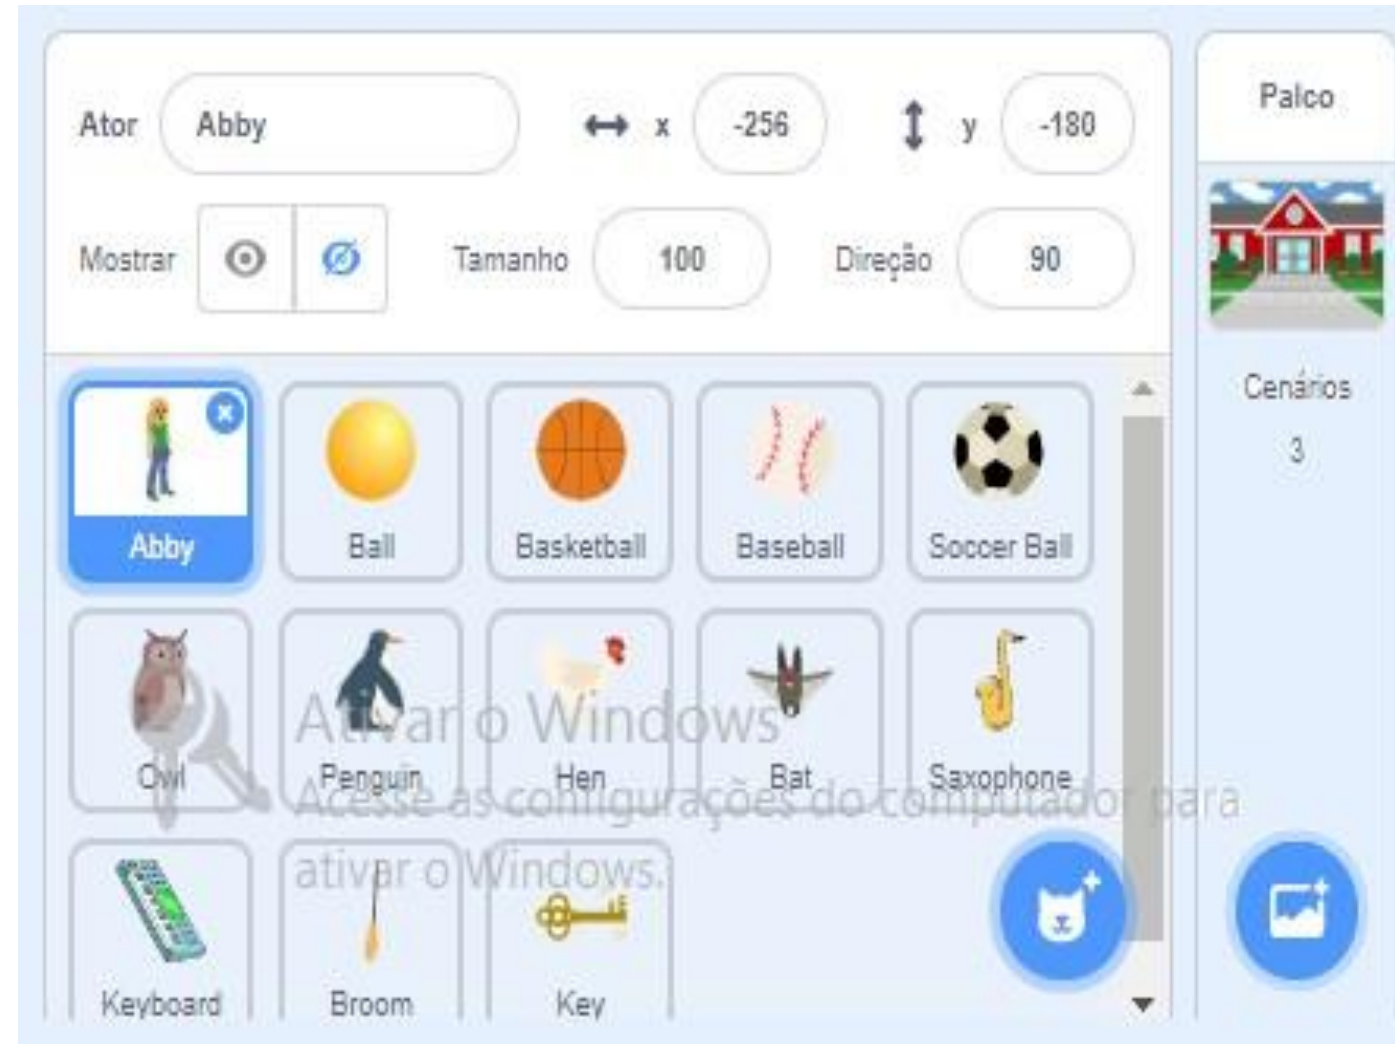 Ator Abby x -256 y -180
Palco
Mostrar Tamanho 100 Direção 90
Cenários
3
Abby Ball Basketball Baseball Soccer Ball
Owl Penguin Hen Bat Saxophone
Ativar o Windows
Acesse as configurações do computador para
ativar o Windows.
Keyboard Broom Key